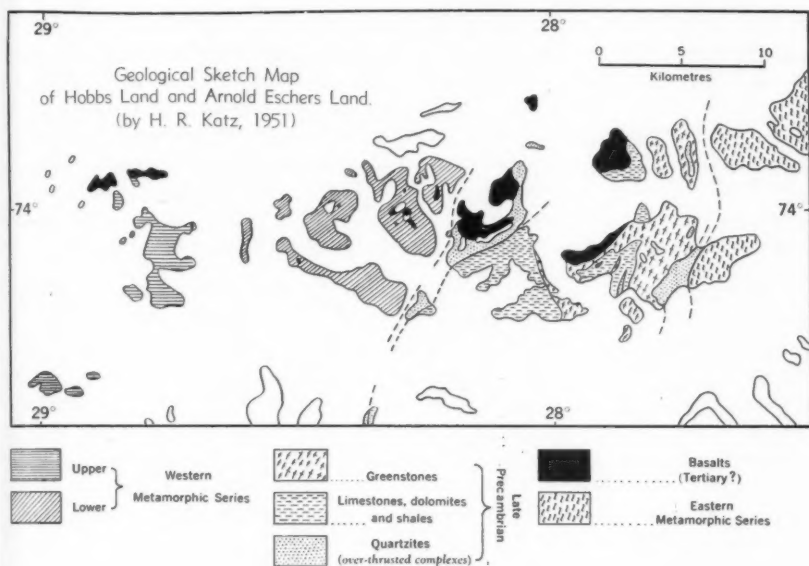 29°
28°
Geological Sketch Map
of Hobbs Land and Arnold Eschers Land.
(by H. R. Katz, 1951)
0 5 10
Kilometres
74°
74°
29°
28°
Upper
Lower
Western
Metamorphic Series
Greenstones
Limestones, dolomites
and shales
Quartzites
(over-thrusted complexes)
Late
Precambrian
Basalts
(Tertiary?)
Eastern
Metamorphic Series